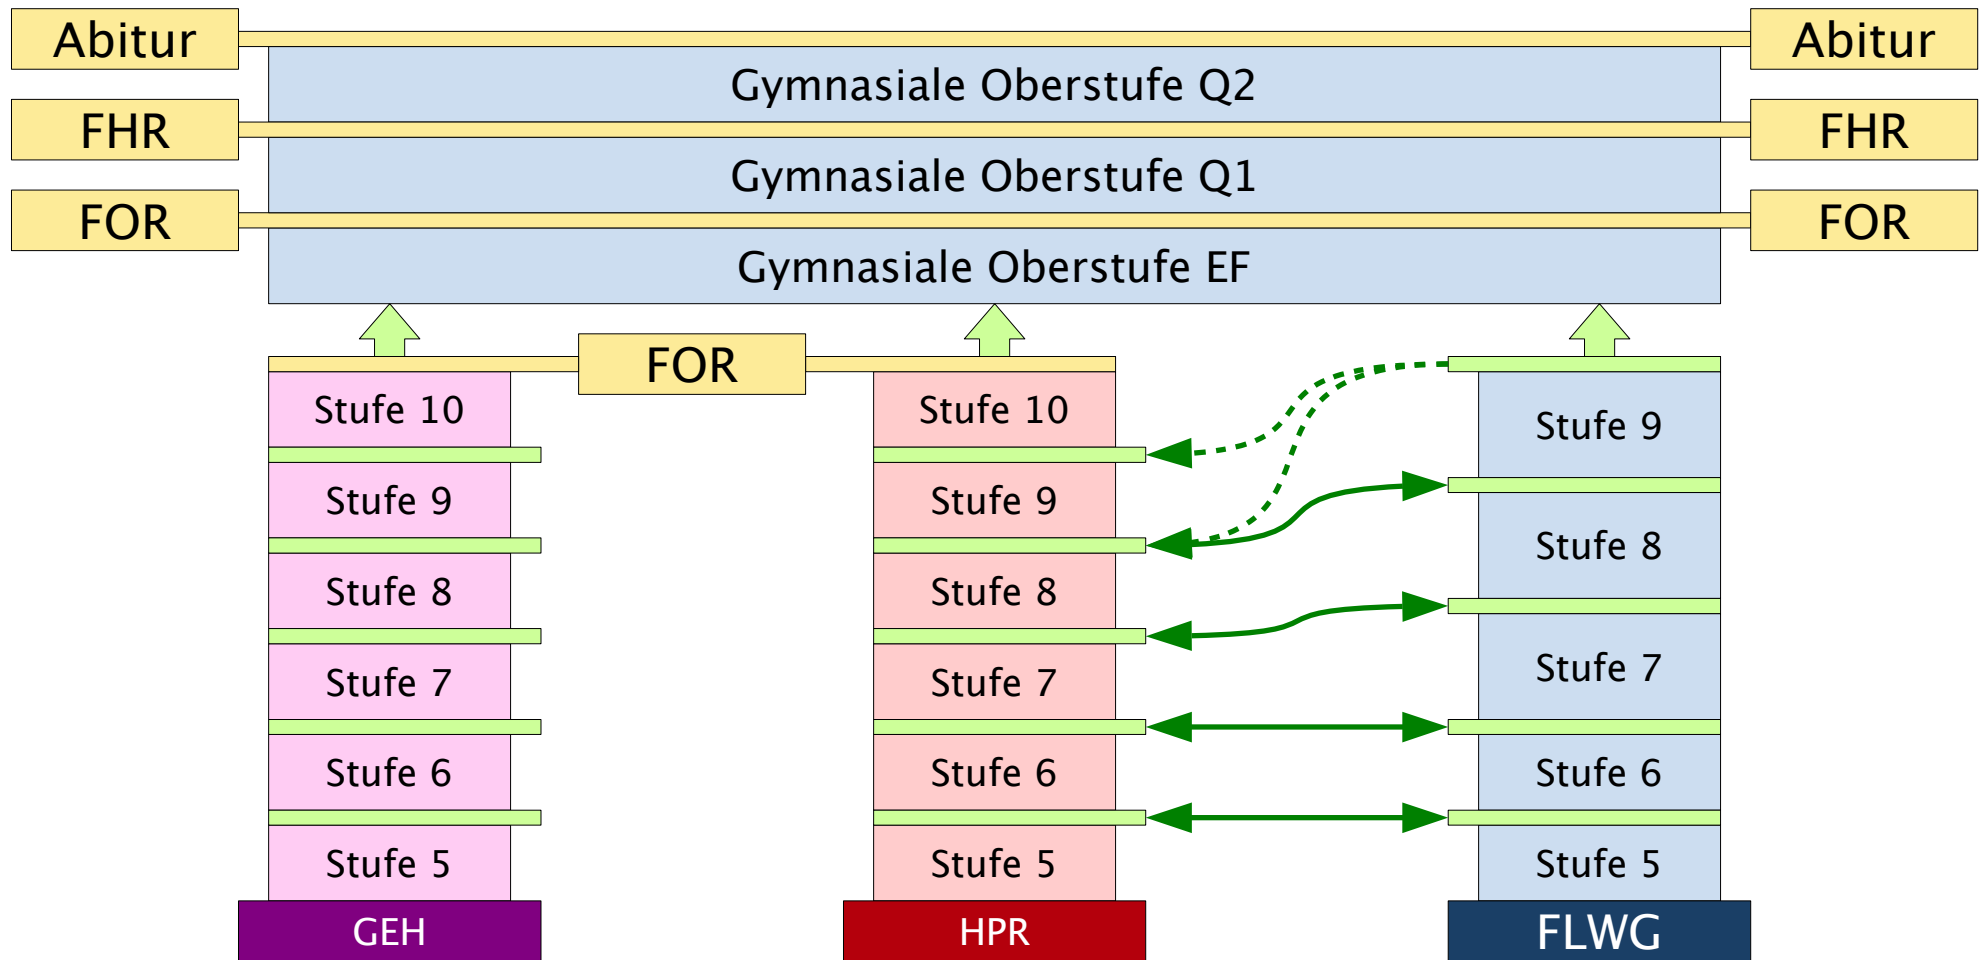 Abitur
Abitur
Gymnasiale Oberstufe Q2
FHR
FHR
Gymnasiale Oberstufe Q1
FOR
FOR
Gymnasiale Oberstufe EF
FOR
Stufe 10
Stufe 9
Stufe 8
Stufe 7
Stufe 6
Stufe 5
GEH
Stufe 10
Stufe 9
Stufe 8
Stufe 7
Stufe 6
Stufe 5
HPR
Stufe 9
Stufe 8
Stufe 7
Stufe 6
Stufe 5
FLWG